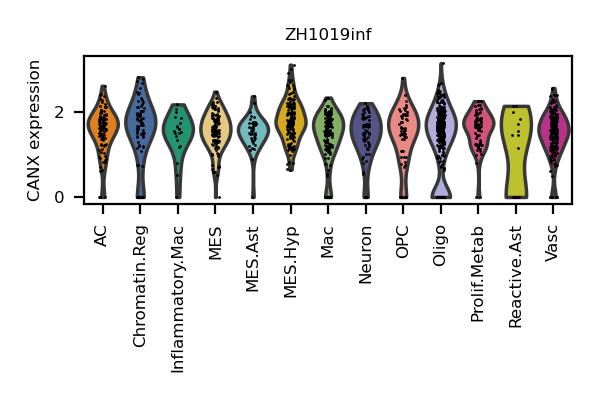 ZH1019inf
CANX expression
2
0
AC
Chromatin.Reg
Inflammatory.Mac
MES
MES.Ast
MES.Hyp
Mac
Neuron
OPC
Oligo
Prolif.Metab
Reactive.Ast
Vasc